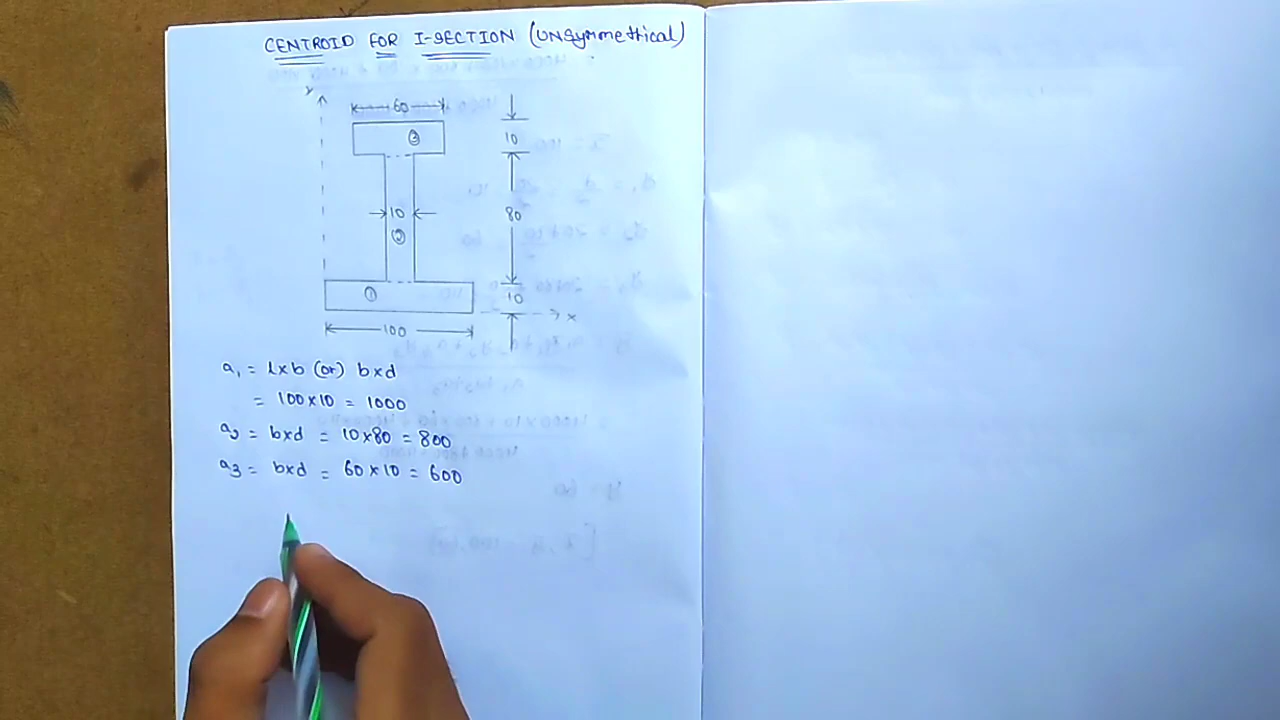 CENTROID FOR I-SECTION (UNSymmetrical)
Y
60
③
10
10
80
②
①
10
X
100
a₁ = l×b (or) b×d
= 100×10 = 1000
a₂ = b×d = 10×80 = 800
a₃ = b×d = 60×10 = 600